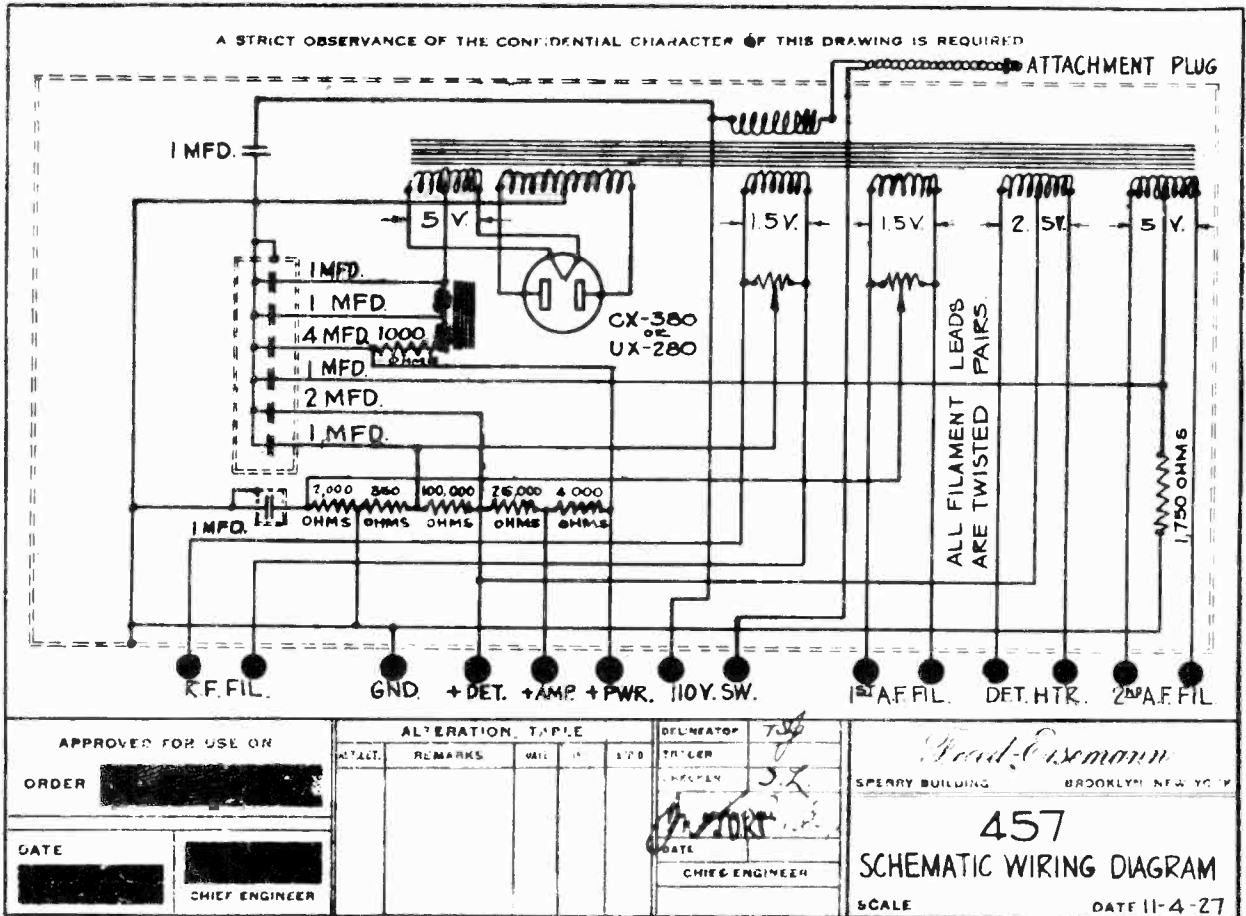 A STRICT OBSERVANCE OF THE CONFIDENTIAL CHARACTER OF THIS DRAWING IS REQUIRED
ATTACHMENT PLUG
1 MFD.
5 V.
1.5 V.
1.5 V.
2.5V.
5 V.
1 MFD.
1 MFD.
4 MFD. 1000
OHMS
1 MFD.
2 MFD.
1 MFD.
CX-380
OR
UX-280
ALL FILAMENT LEADS
ARE TWISTED PAIRS.
1,750 OHMS
2,000 100,000 4000
OHMS OHMS OHMS OHMS OHMS
1 MFD.
R.F. FIL. GND. +DET. +AMP. +PWR. 110V. SW. 1ST A.F. FIL. DET. HTR. 2ND A.F. FIL.
APPROVED FOR USE ON
ORDER
DATE
CHIEF ENGINEER
ALTERATION TABLE
REMARKS
DELINEATOR
TRACER
CHECKER
DATE
CHIEF ENGINEER
Freed-Eisemann
SPERRY BUILDING BROOKLYN NEW YORK
457
SCHEMATIC WIRING DIAGRAM
SCALE DATE 11-4-27